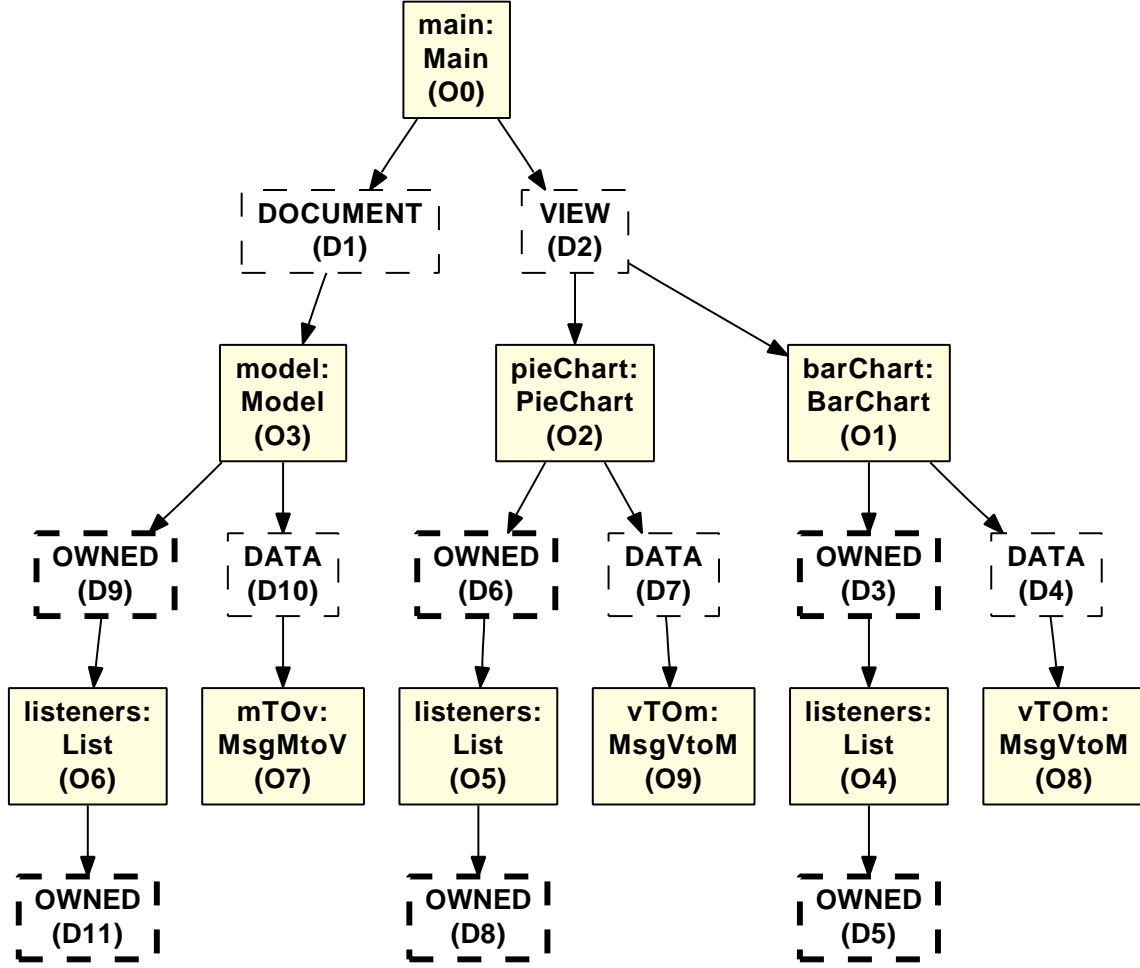 main:
Main
(O0)
DOCUMENT
(D1)
VIEW
(D2)
model:
Model
(O3)
pieChart:
PieChart
(O2)
barChart:
BarChart
(O1)
OWNED
(D9)
DATA
(D10)
OWNED
(D6)
DATA
(D7)
OWNED
(D3)
DATA
(D4)
listeners:
List
(O6)
mTOv:
MsgMtoV
(O7)
listeners:
List
(O5)
vTOm:
MsgVtoM
(O9)
listeners:
List
(O4)
vTOm:
MsgVtoM
(O8)
OWNED
(D11)
OWNED
(D8)
OWNED
(D5)